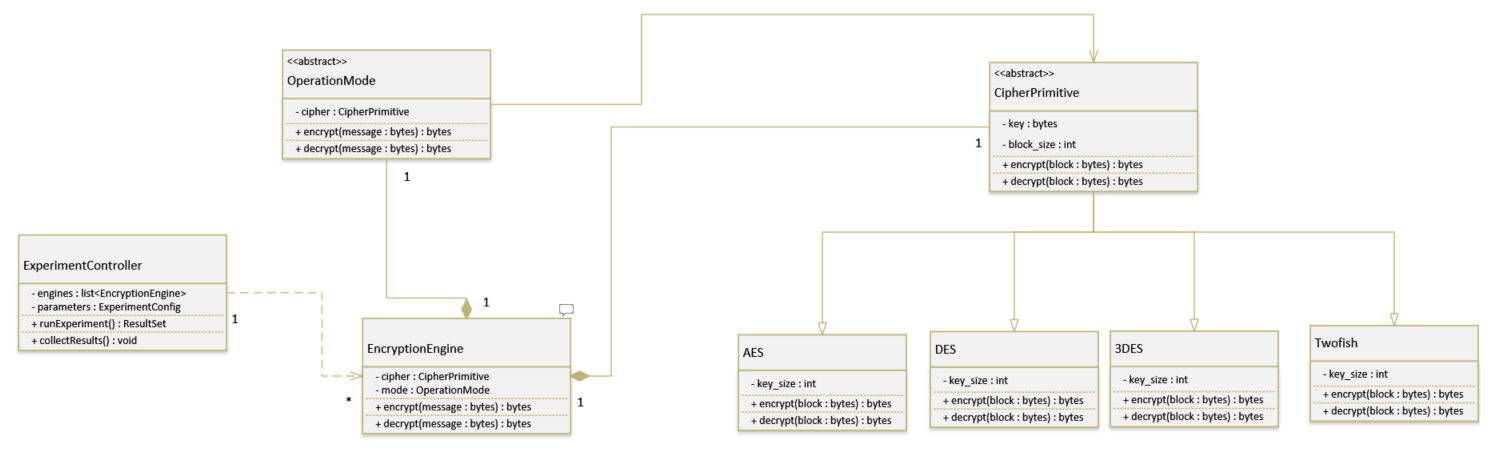 <<abstract>>
OperationMode
- cipher : CipherPrimitive
+ encrypt(message : bytes) : bytes
+ decrypt(message : bytes) : bytes
1
<<abstract>>
CipherPrimitive
- key : bytes
- block_size : int
+ encrypt(block : bytes) : bytes
+ decrypt(block : bytes) : bytes
1
ExperimentController
- engines : list<EncryptionEngine>
- parameters : ExperimentConfig
+ runExperiment() : ResultSet
+ collectResults() : void
1
*
1
EncryptionEngine
- cipher : CipherPrimitive
- mode : OperationMode
+ encrypt(message : bytes) : bytes
+ decrypt(message : bytes) : bytes
1
AES
- key_size : int
+ encrypt(block : bytes) : bytes
+ decrypt(block : bytes) : bytes
DES
- key_size : int
+ encrypt(block : bytes) : bytes
+ decrypt(block : bytes) : bytes
3DES
- key_size : int
+ encrypt(block : bytes) : bytes
+ decrypt(block : bytes) : bytes
Twofish
- key_size : int
+ encrypt(block : bytes) : bytes
+ decrypt(block : bytes) : bytes